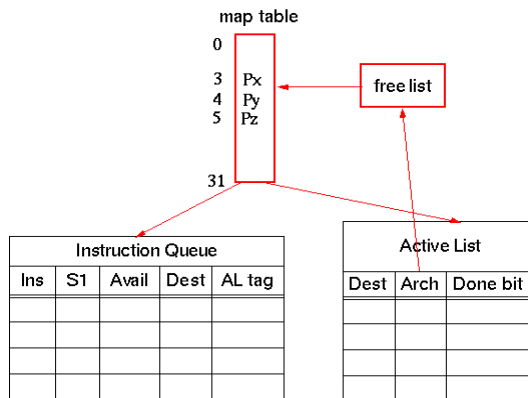 map table
0
3 Px
4 Py
5 Pz
31
free list
Instruction Queue
Ins S1 Avail Dest AL tag
Active List
Dest Arch Done bit